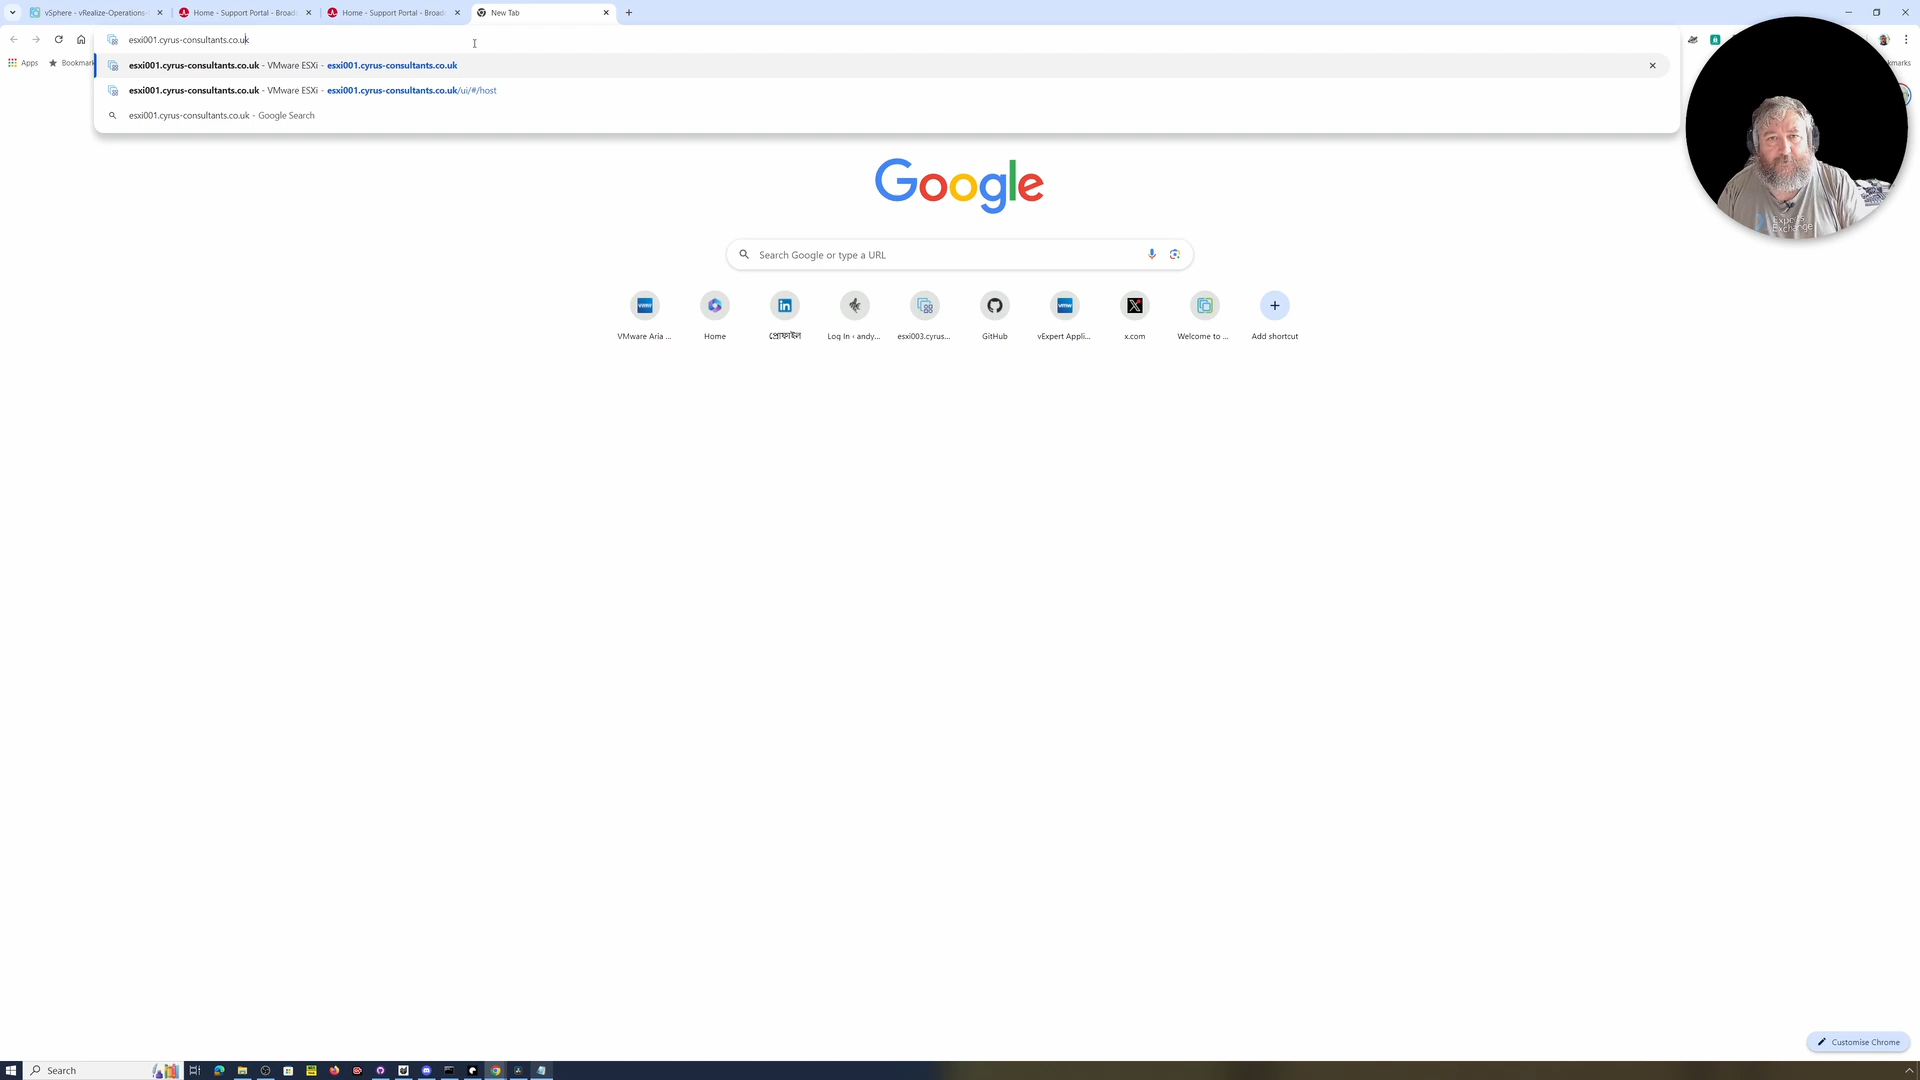 vSphere - vRealize-Operations-
Home - Support Portal - Broadc
Home - Support Portal - Broadc
New Tab
esxi001.cyrus-consultants.co.uk
Apps
Bookmark
kmarks
esxi001.cyrus-consultants.co.uk - VMware ESXi - esxi001.cyrus-consultants.co.uk
esxi001.cyrus-consultants.co.uk - VMware ESXi - esxi001.cyrus-consultants.co.uk/ui/#/host
esxi001.cyrus-consultants.co.uk - Google Search
Google
Experts
Exchange
Search Google or type a URL
VMware Aria ...
Home
প্রোফাইল
Log In ‹ andy...
esxi003.cyrus...
GitHub
vExpert Appli...
x.com
Welcome to ...
Add shortcut
Customise Chrome
Search